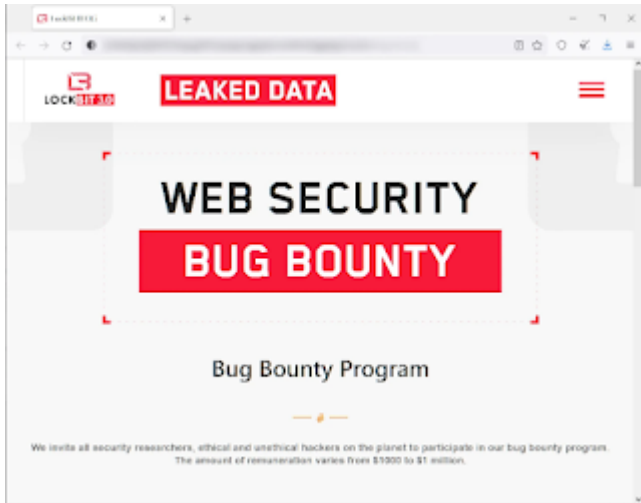 LOCKBIT 3.0
LEAKED DATA
WEB SECURITY
BUG BOUNTY
Bug Bounty Program
We invite all security researchers, ethical and unethical hackers on the planet to participate in our bug bounty program.
The amount of remuneration varies from $1000 to $1 million.